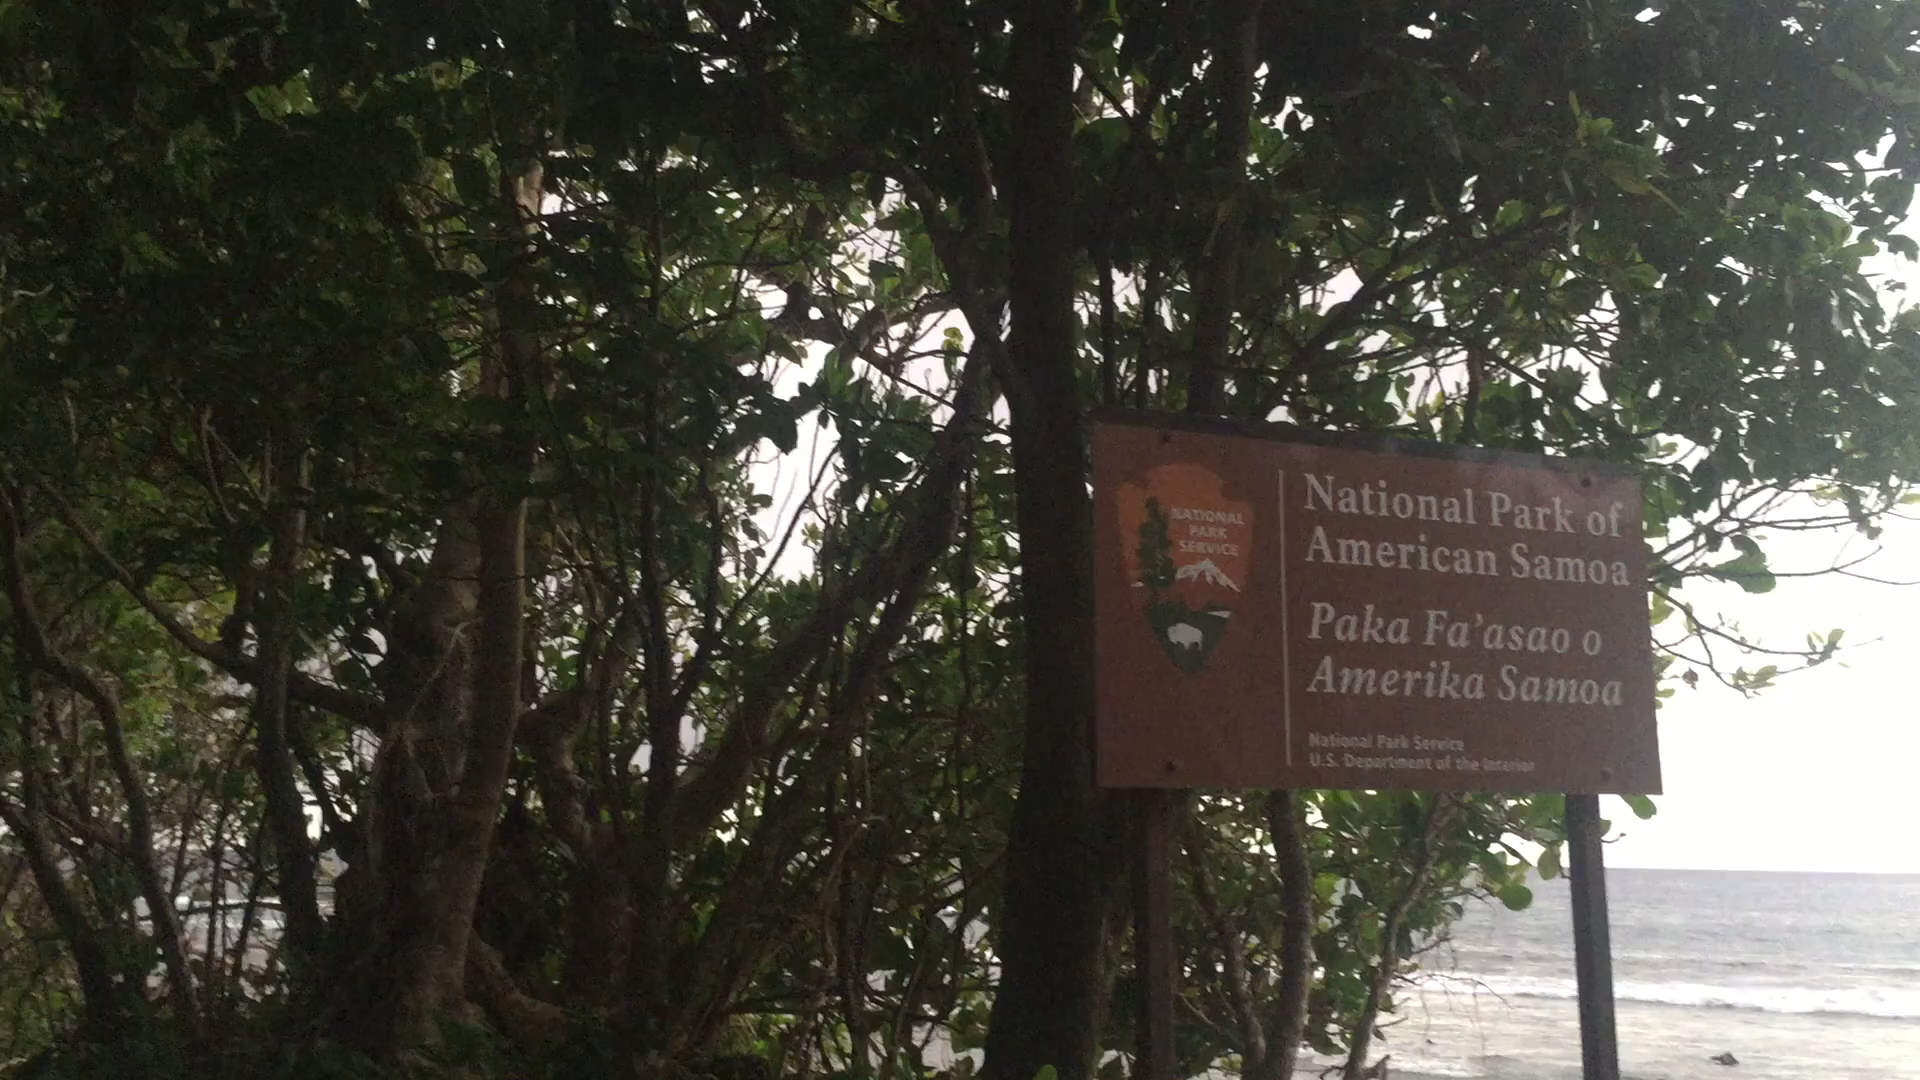 NATIONAL
PARK
SERVICE
National Park of
American Samoa
Paka Fa'asao o
Amerika Samoa
National Park Service
U.S. Department of the Interior